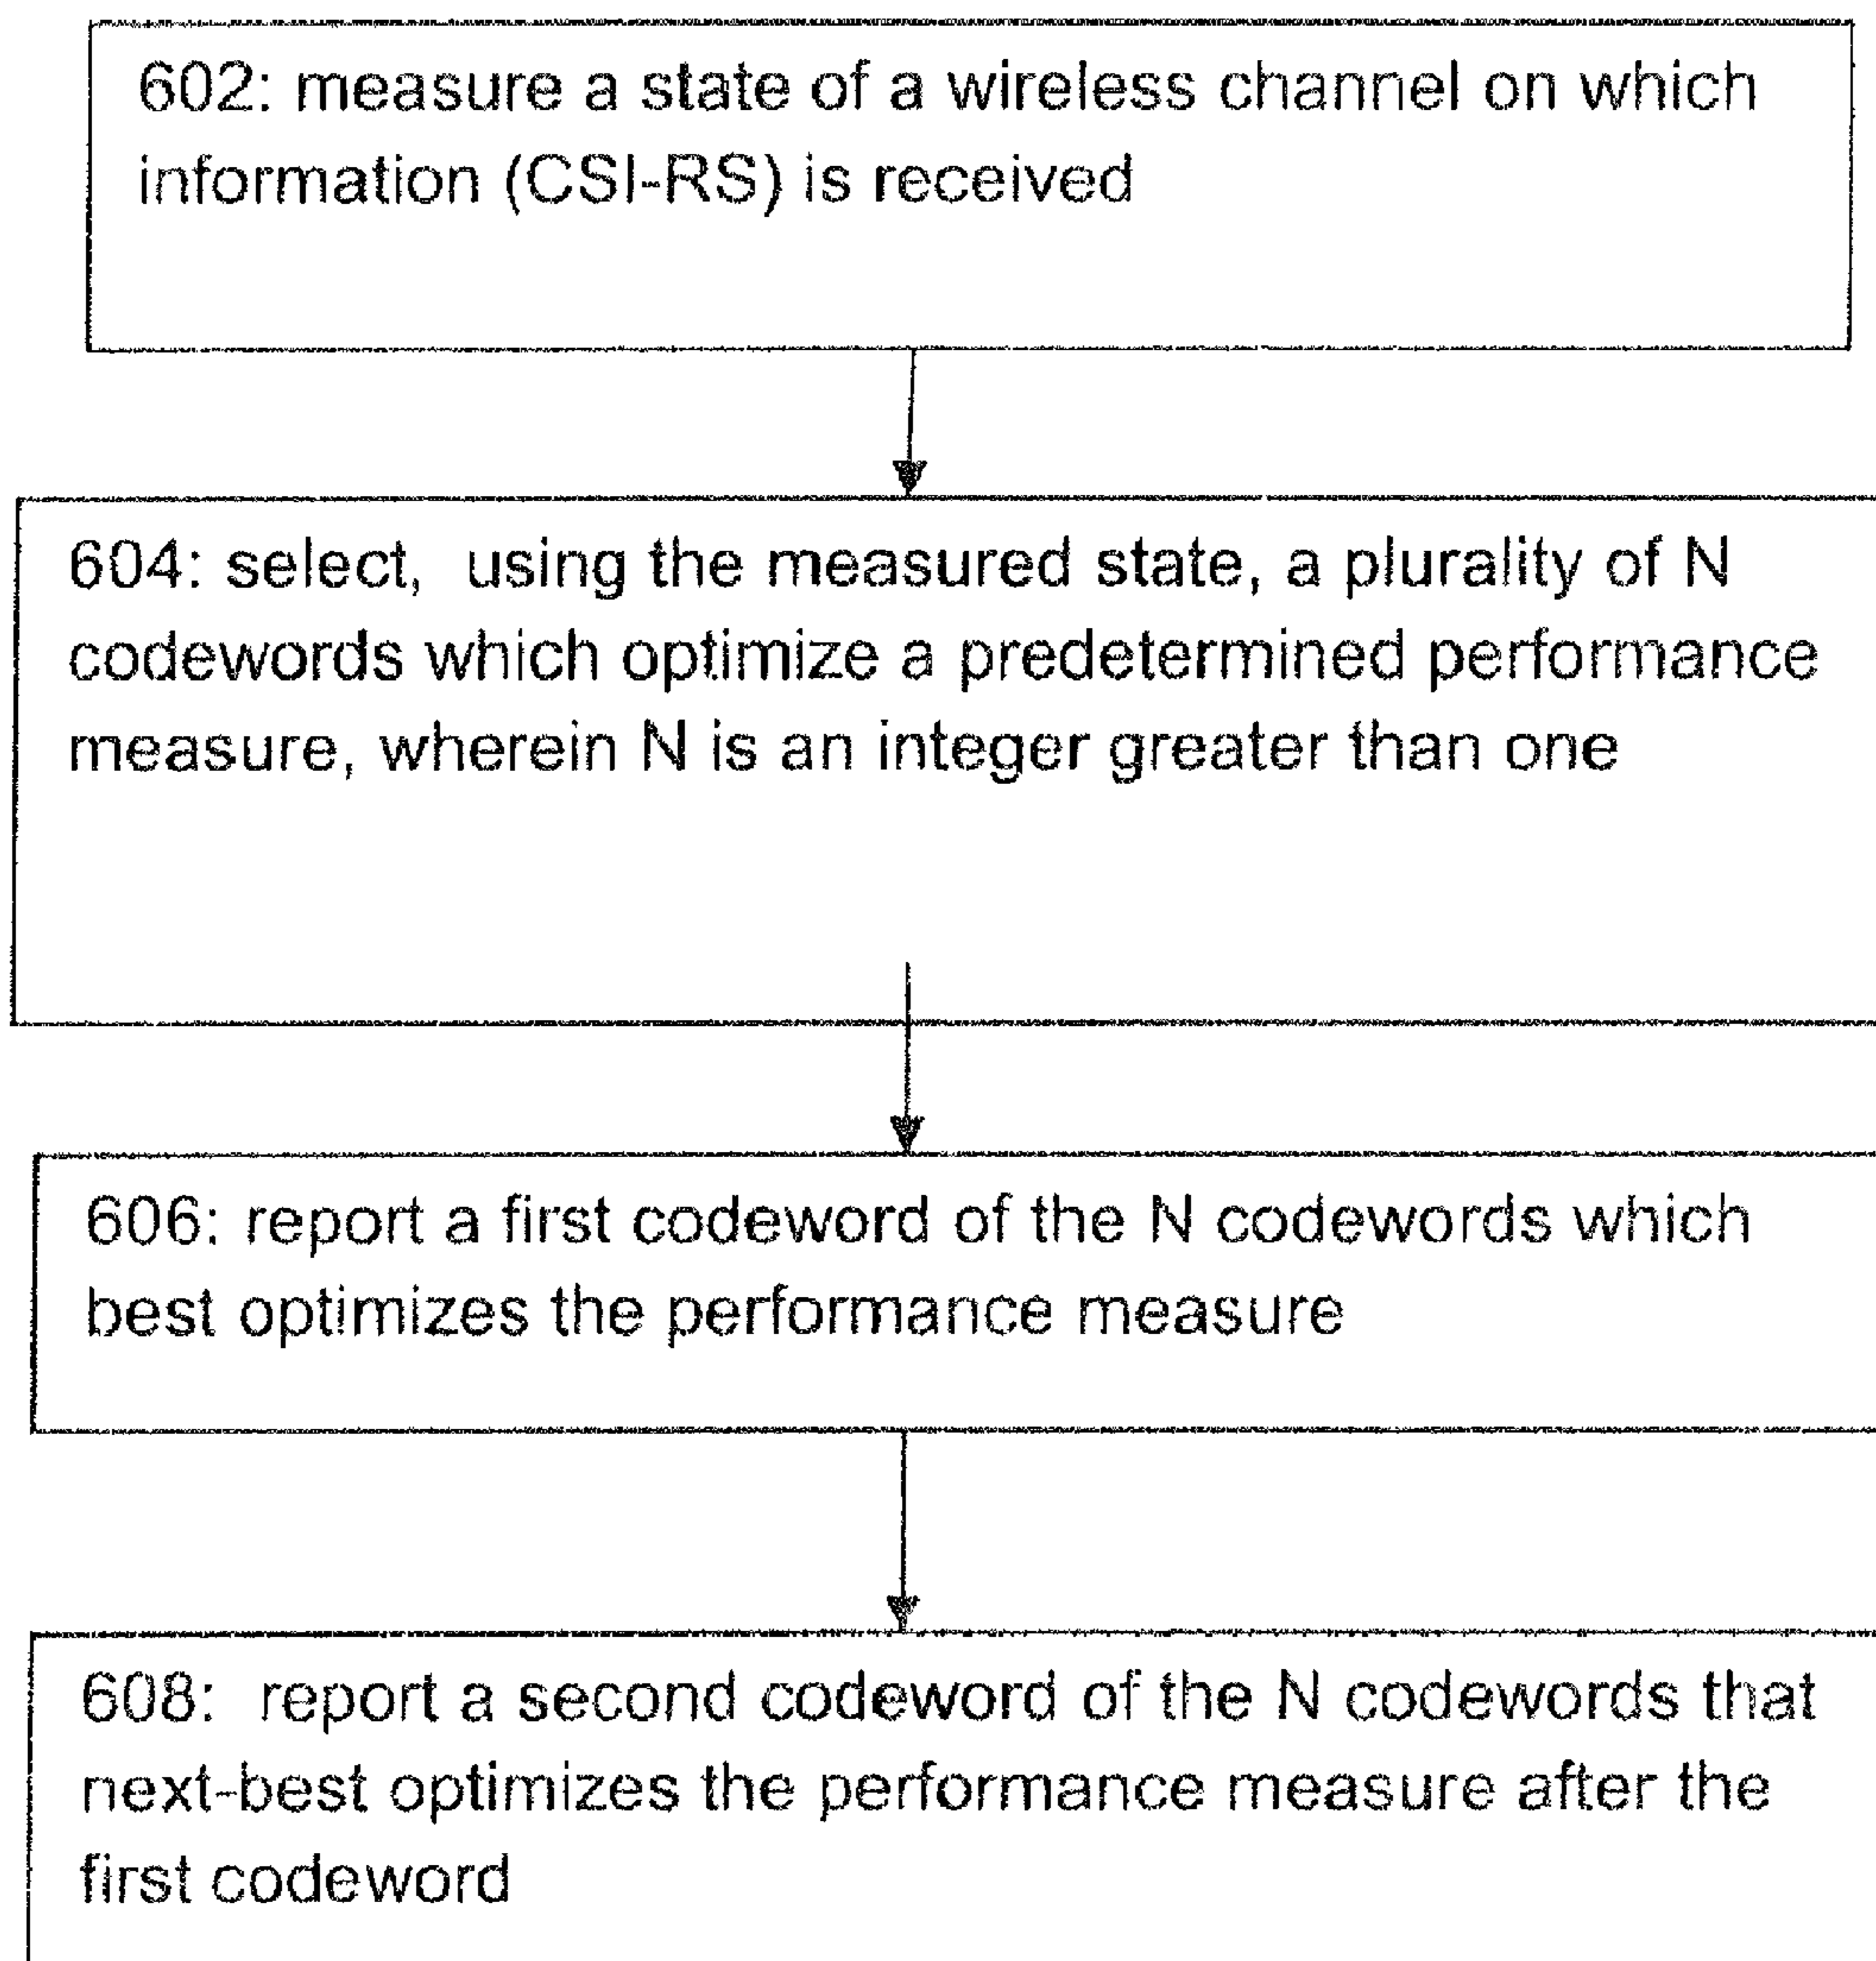 602: measure a state of a wireless channel on which
information (CSI-RS) is received
604: select, using the measured state, a plurality of N
codewords which optimize a predetermined performance
measure, wherein N is an integer greater than one
606: report a first codeword of the N codewords which
best optimizes the performance measure
608: report a second codeword of the N codewords that
next-best optimizes the performance measure after the
first codeword